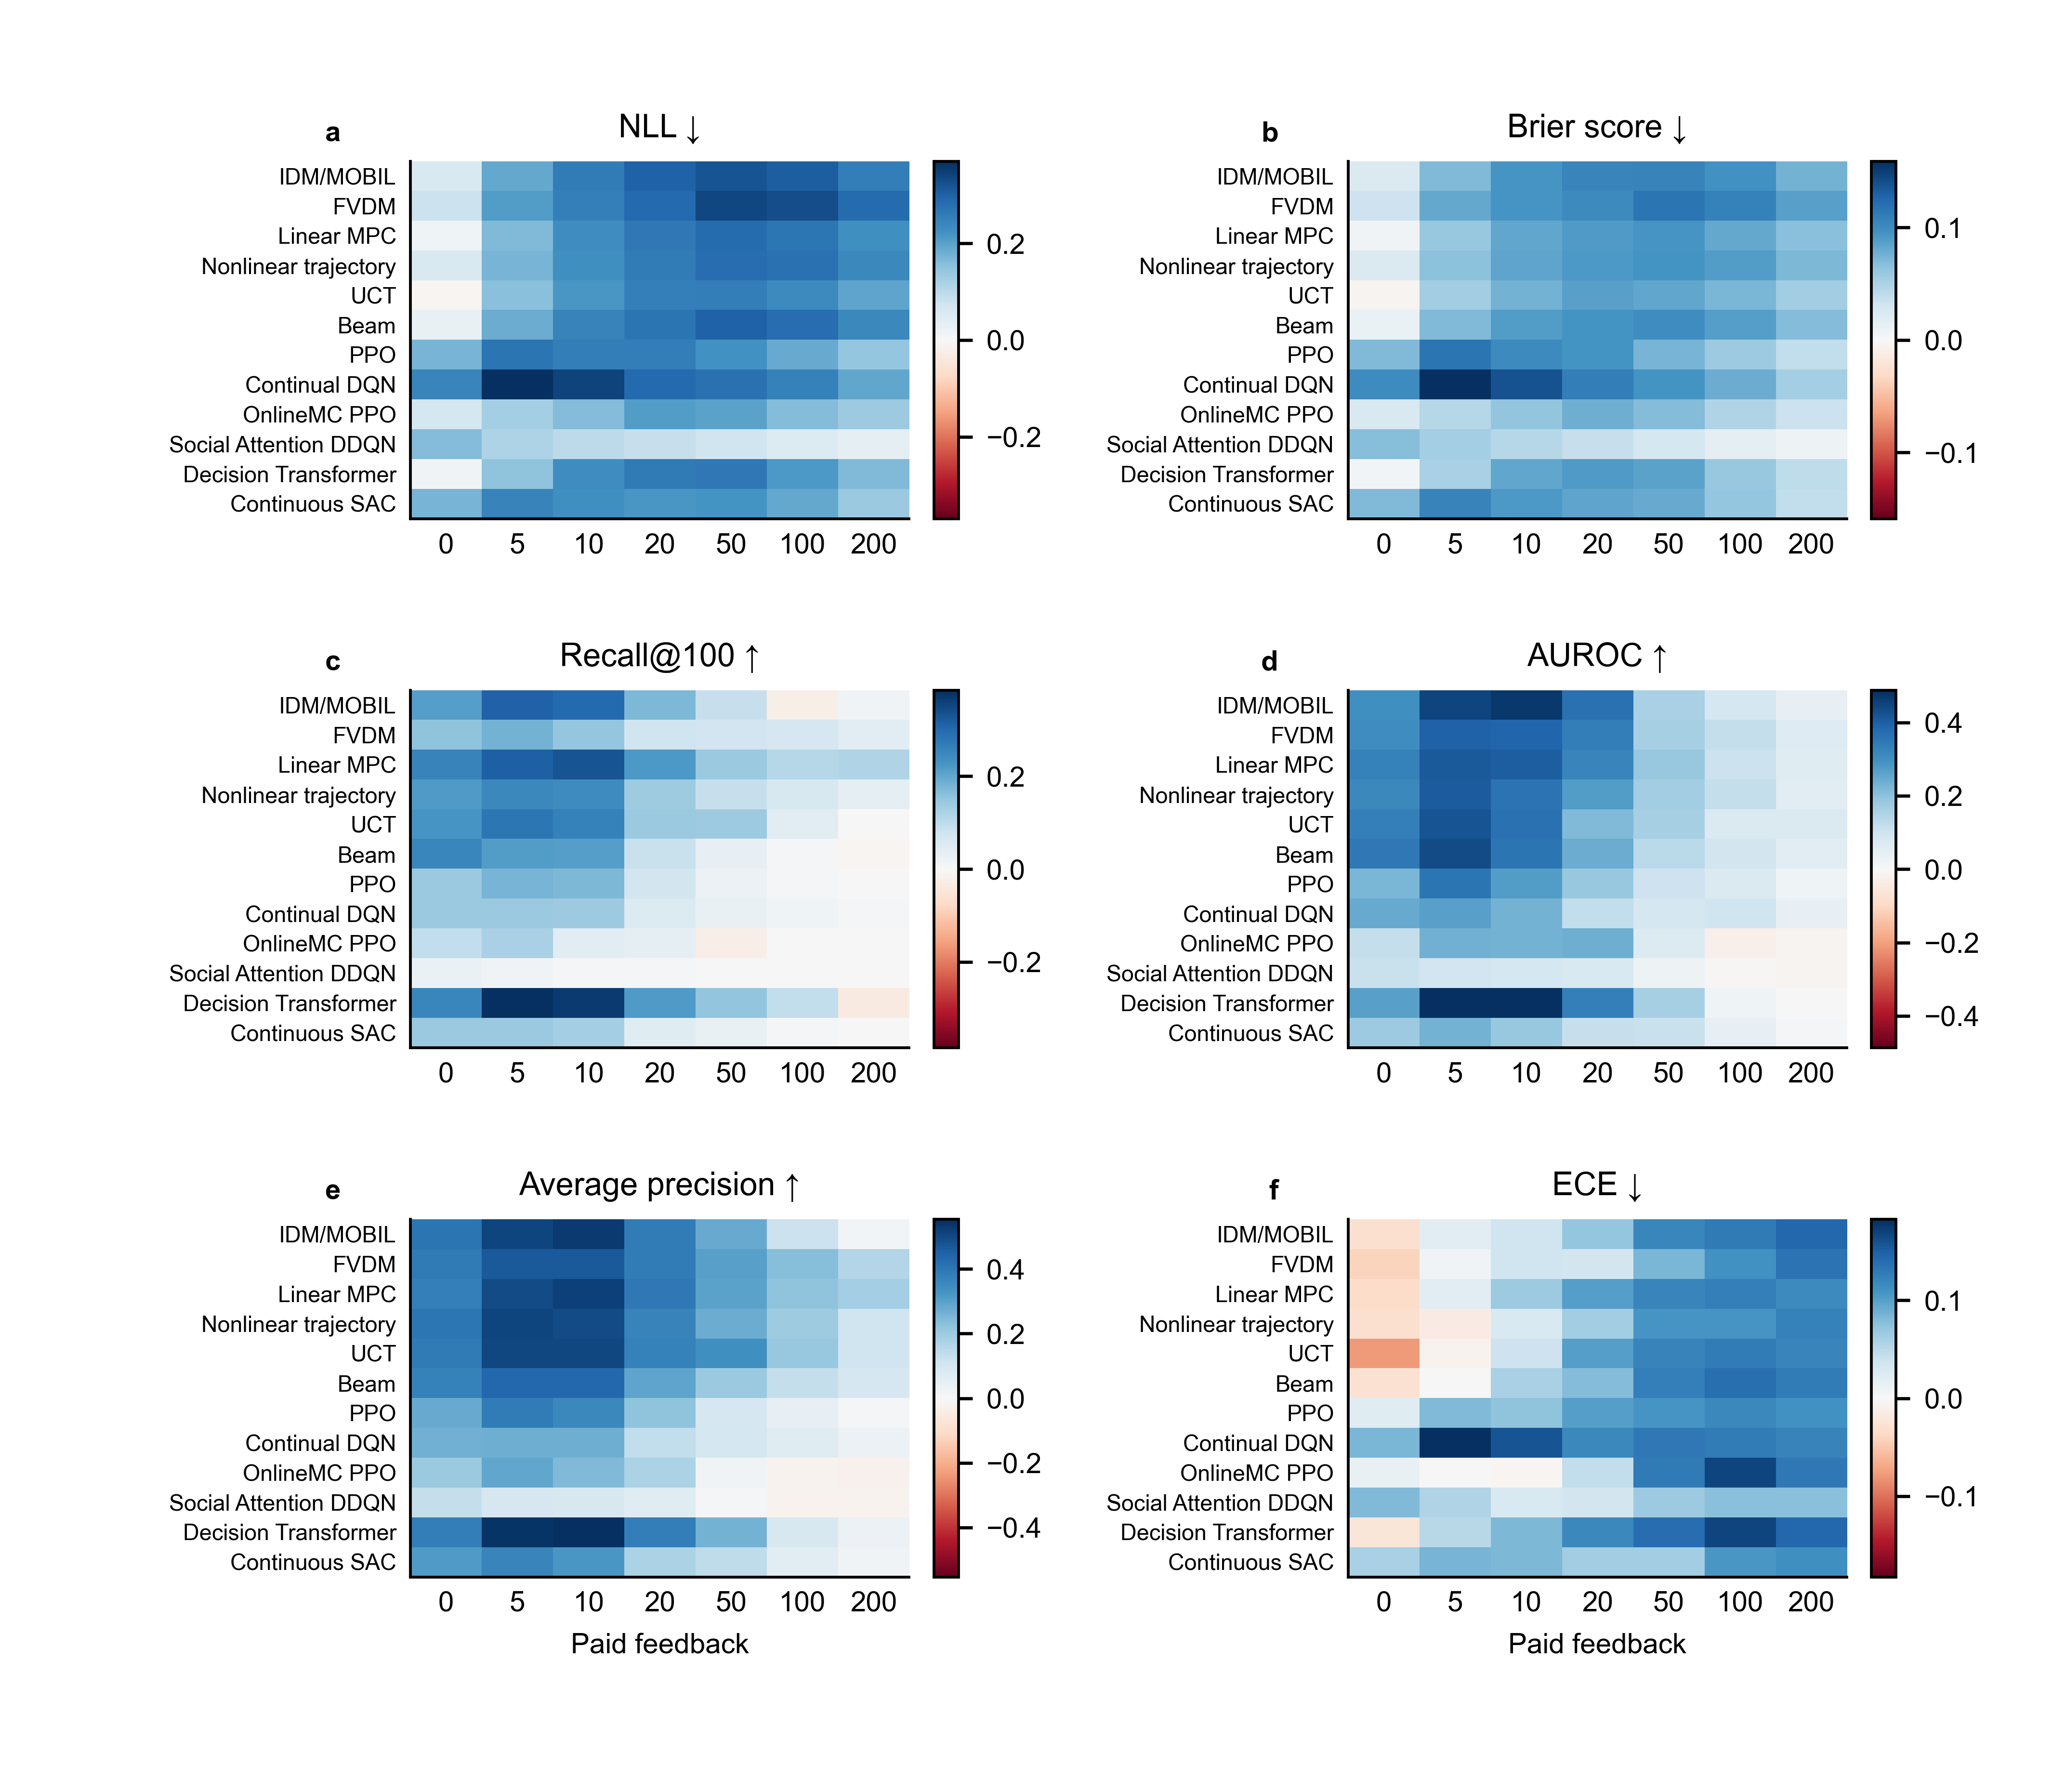 a NLL ↓
IDM/MOBIL
FVDM
Linear MPC
Nonlinear trajectory
UCT
Beam
PPO
Continual DQN
OnlineMC PPO
Social Attention DDQN
Decision Transformer
Continuous SAC
0 5 10 20 50 100 200
0.2
0.0
−0.2
b Brier score ↓
IDM/MOBIL
FVDM
Linear MPC
Nonlinear trajectory
UCT
Beam
PPO
Continual DQN
OnlineMC PPO
Social Attention DDQN
Decision Transformer
Continuous SAC
0 5 10 20 50 100 200
0.1
0.0
−0.1
c Recall@100 ↑
IDM/MOBIL
FVDM
Linear MPC
Nonlinear trajectory
UCT
Beam
PPO
Continual DQN
OnlineMC PPO
Social Attention DDQN
Decision Transformer
Continuous SAC
0 5 10 20 50 100 200
0.2
0.0
−0.2
d AUROC ↑
IDM/MOBIL
FVDM
Linear MPC
Nonlinear trajectory
UCT
Beam
PPO
Continual DQN
OnlineMC PPO
Social Attention DDQN
Decision Transformer
Continuous SAC
0 5 10 20 50 100 200
0.4
0.2
0.0
−0.2
−0.4
e Average precision ↑
IDM/MOBIL
FVDM
Linear MPC
Nonlinear trajectory
UCT
Beam
PPO
Continual DQN
OnlineMC PPO
Social Attention DDQN
Decision Transformer
Continuous SAC
0 5 10 20 50 100 200
Paid feedback
0.4
0.2
0.0
−0.2
−0.4
f ECE ↓
IDM/MOBIL
FVDM
Linear MPC
Nonlinear trajectory
UCT
Beam
PPO
Continual DQN
OnlineMC PPO
Social Attention DDQN
Decision Transformer
Continuous SAC
0 5 10 20 50 100 200
Paid feedback
0.1
0.0
−0.1